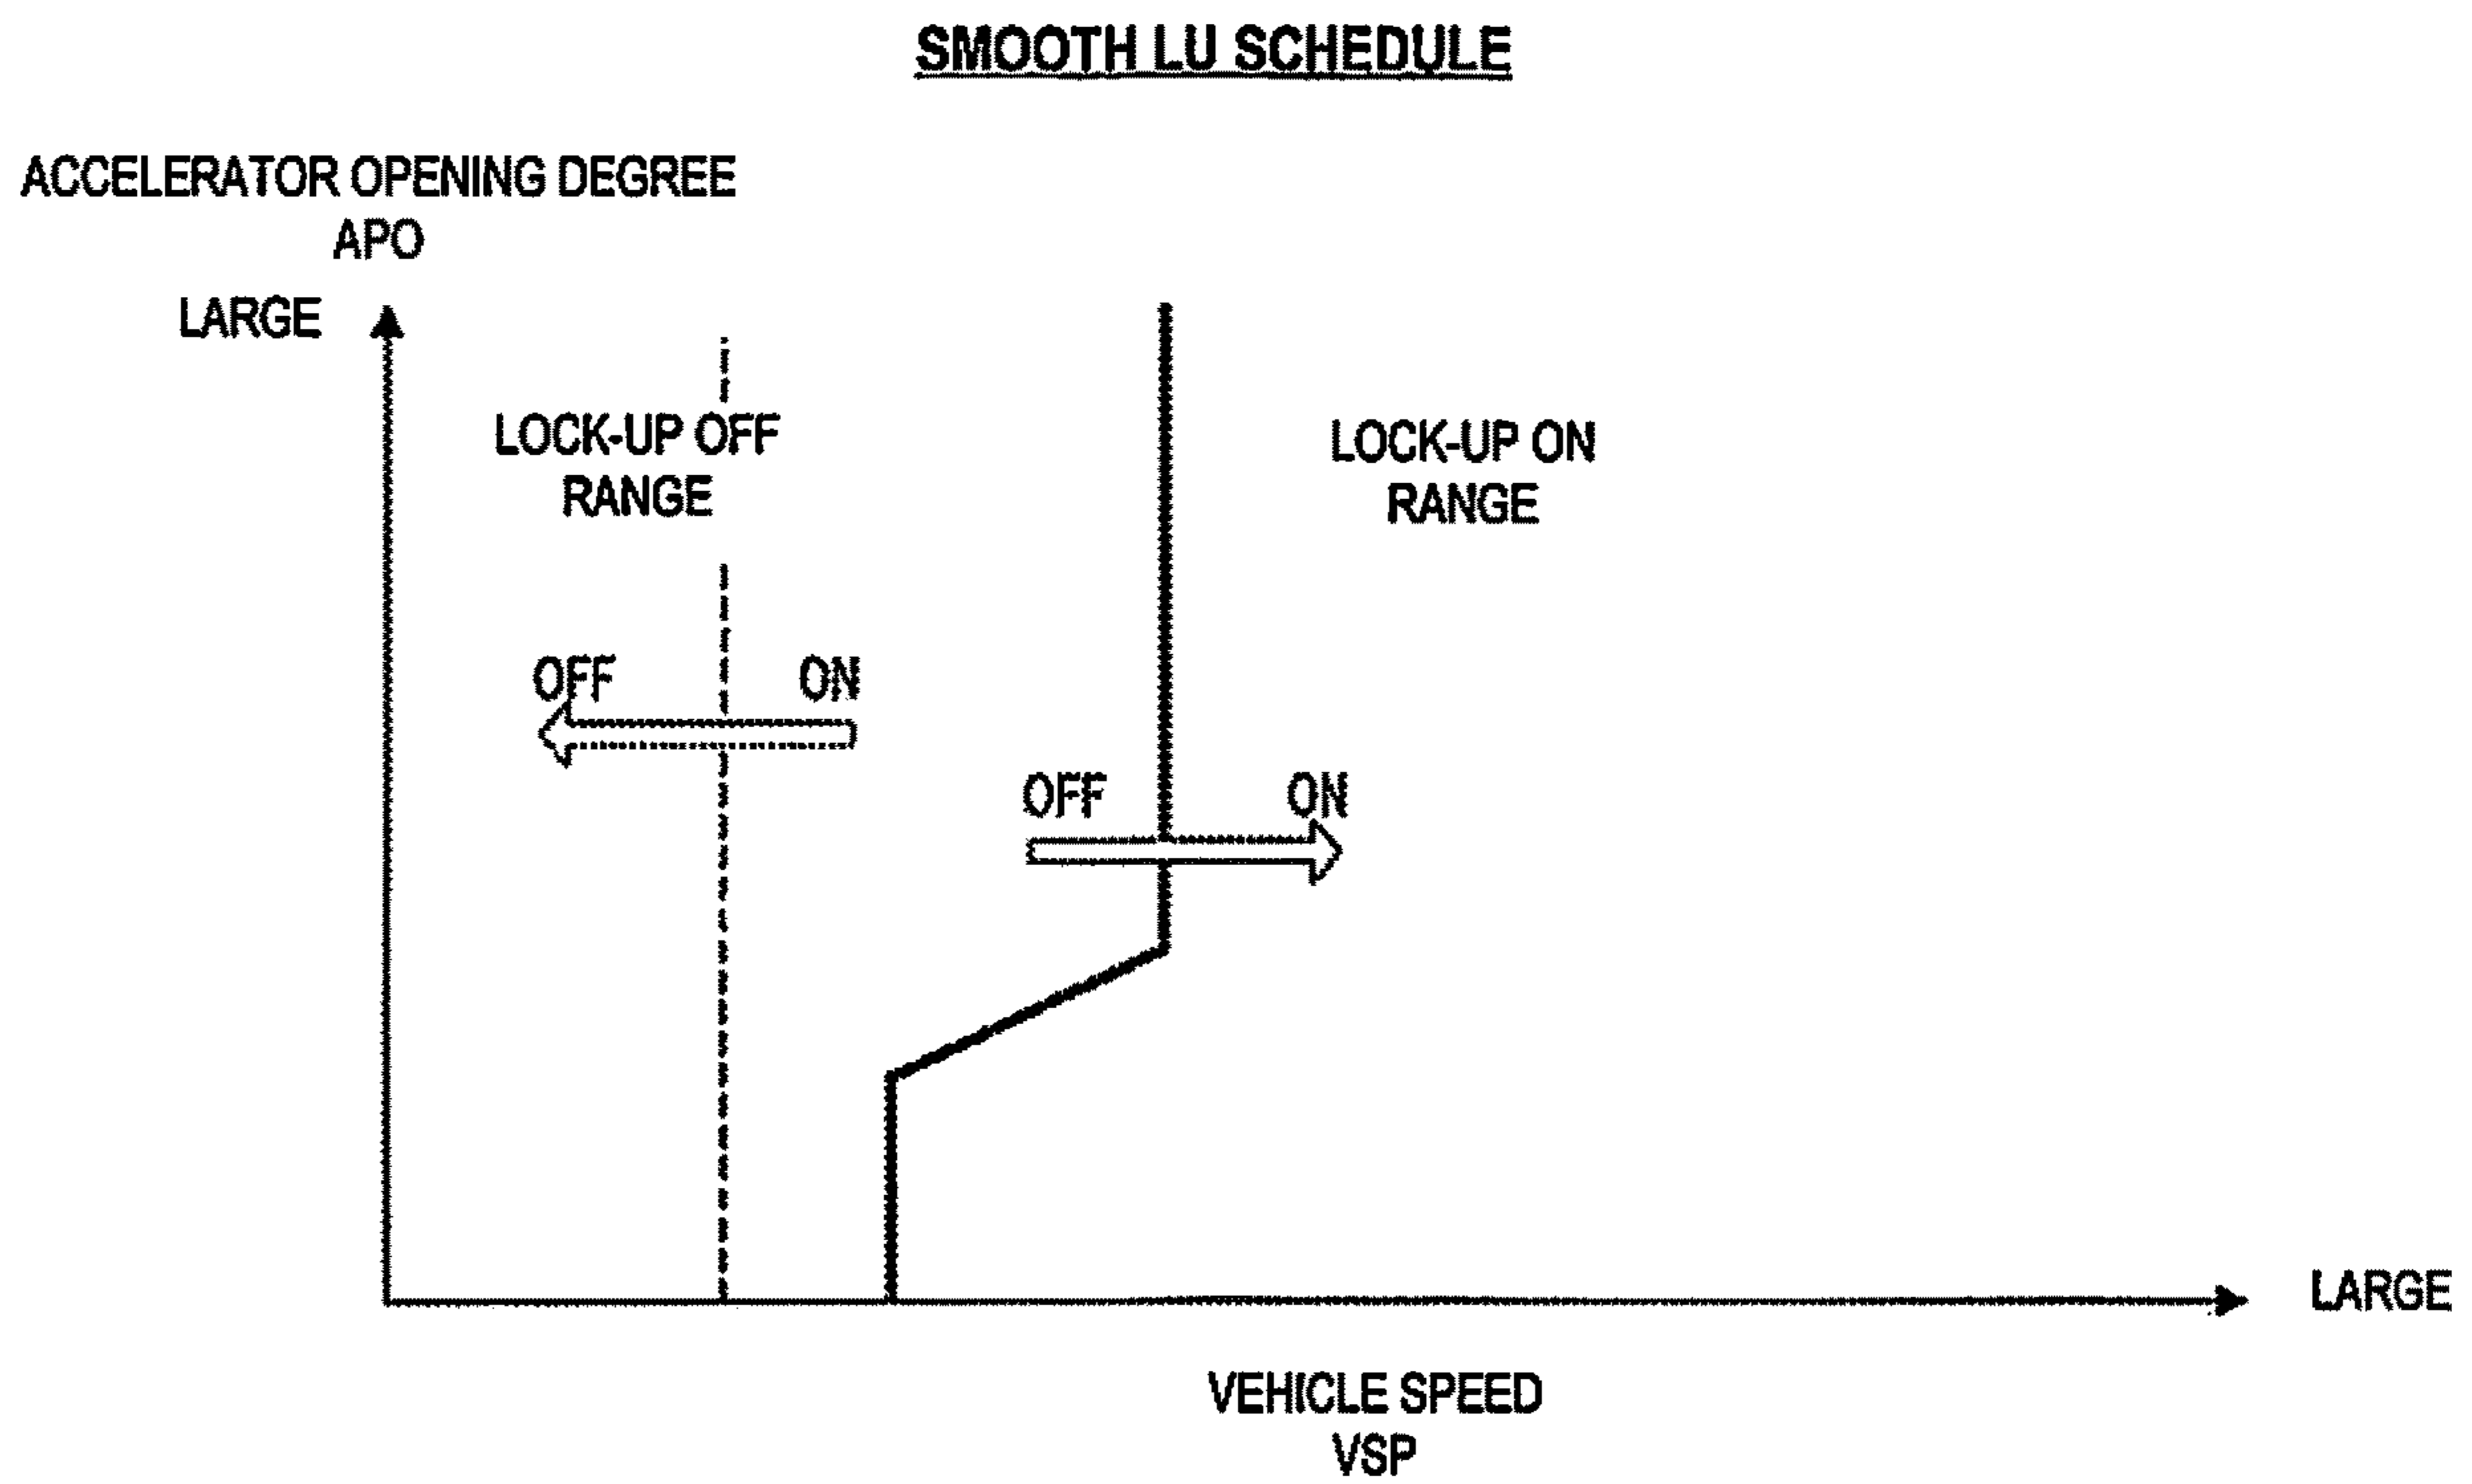 SMOOTH LU SCHEDULE
ACCELERATOR OPENING DEGREE
APO
LARGE
LOCK-UP OFF
RANGE
LOCK-UP ON
RANGE
OFF ON
OFF ON
LARGE
VEHICLE SPEED
VSP